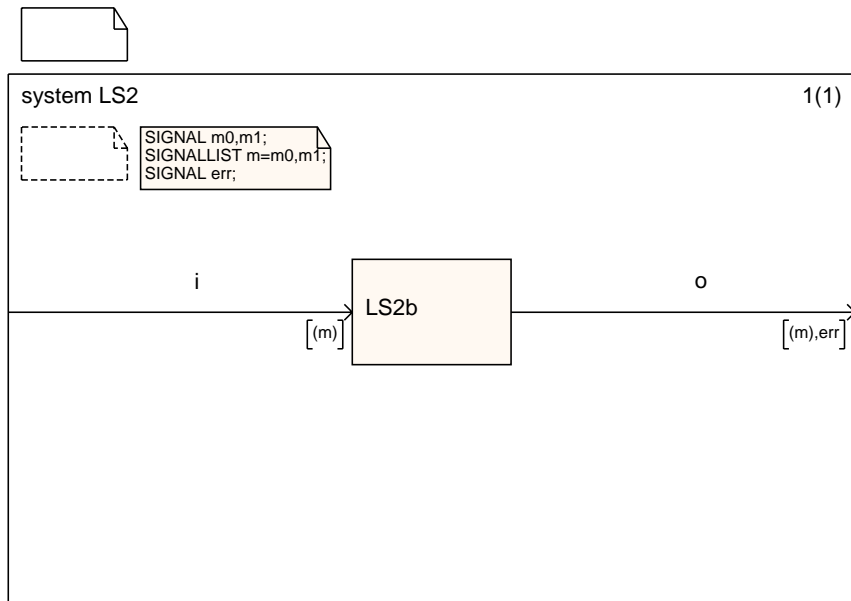 system LS2
1(1)
SIGNAL m0,m1;
SIGNALLIST m=m0,m1;
SIGNAL err;
i
o
LS2b
[(m)]
[(m),err]